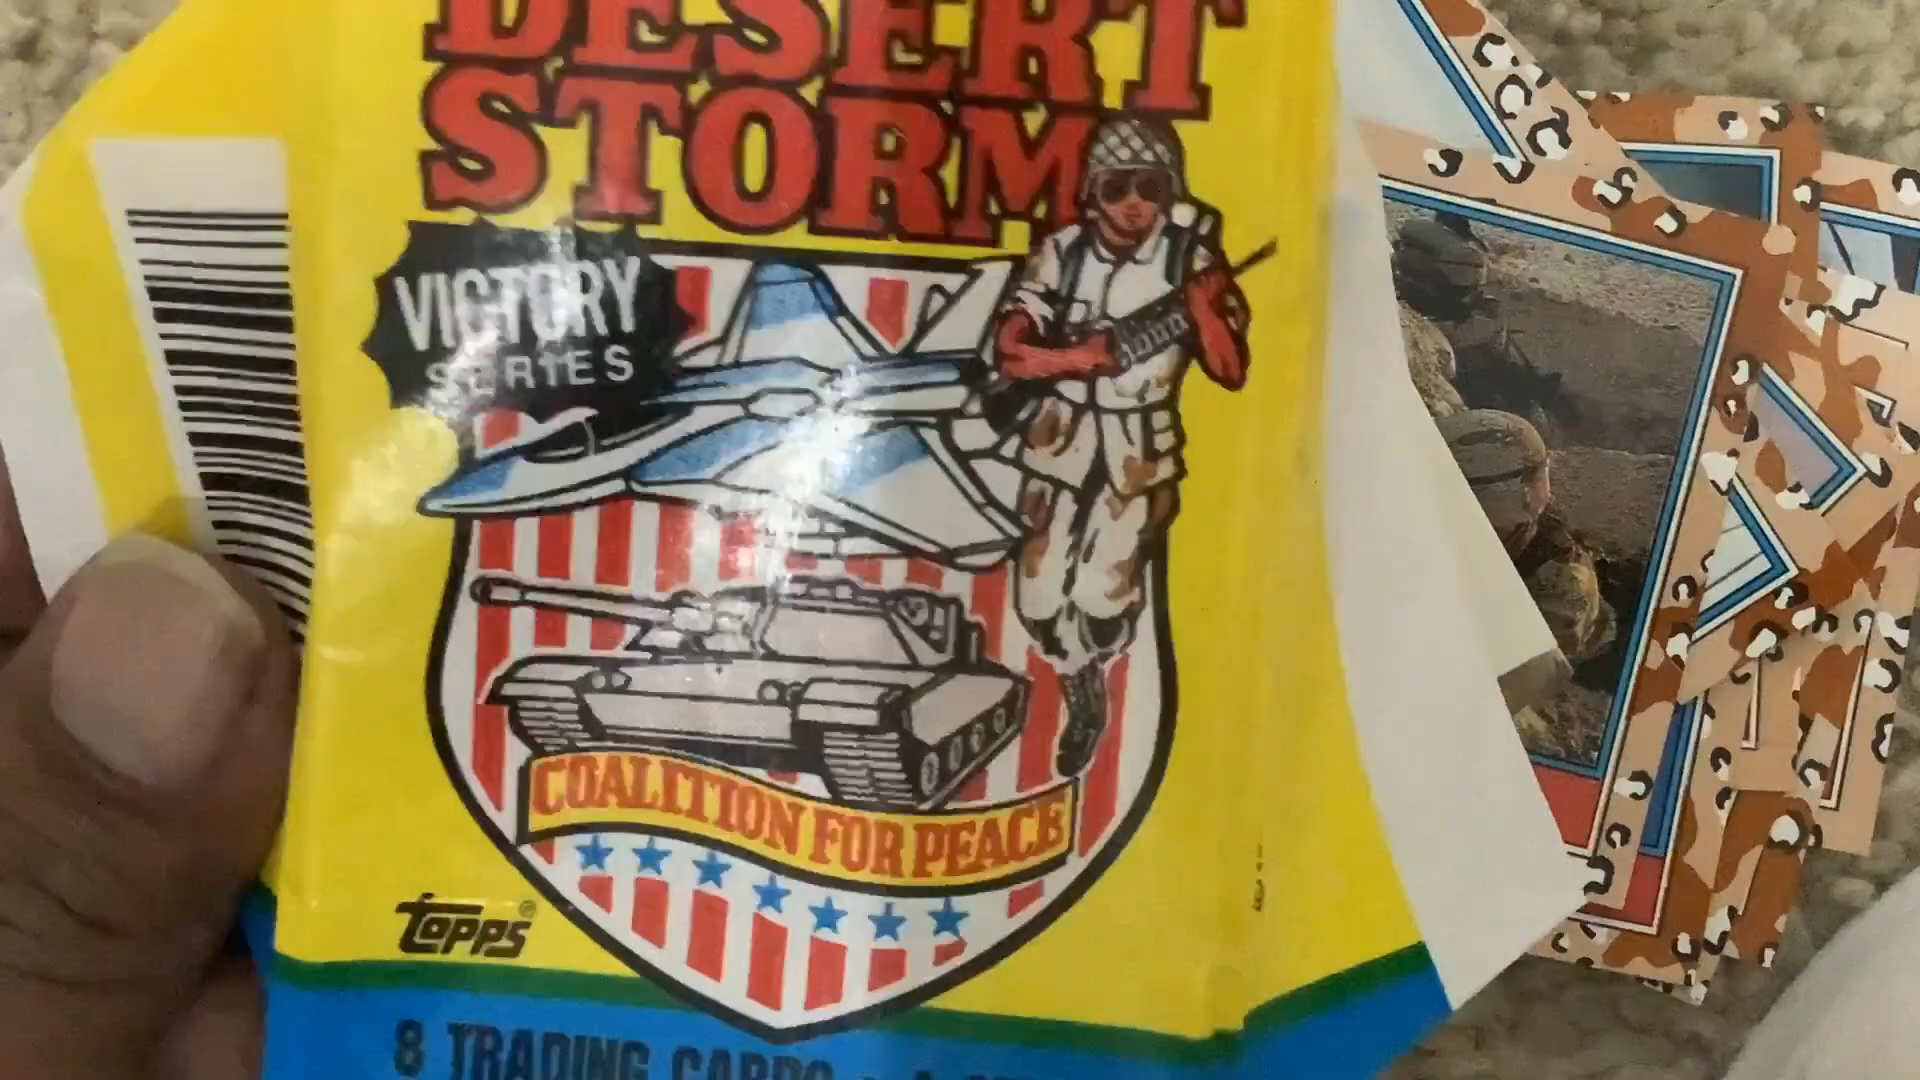 DESERT
STORM
VICTORY
SERIES
COALITION FOR PEACE
TOPPS®
8 TRADING CARDS